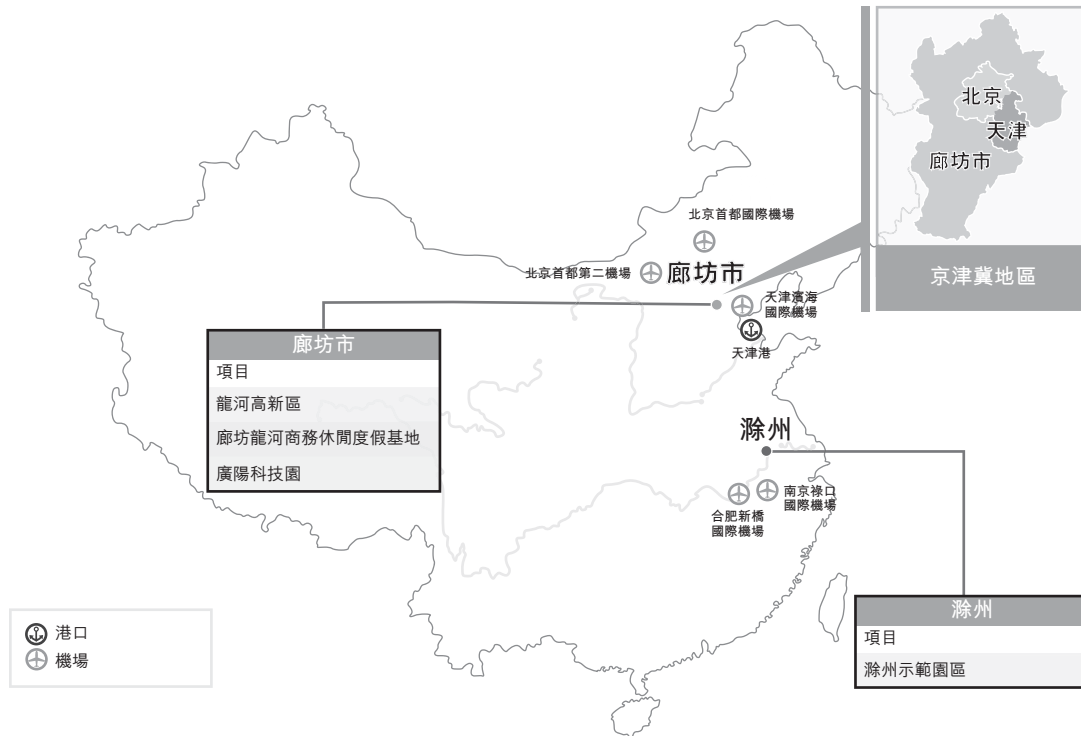 北京
天津
廊坊市
京津冀地區
北京首都國際機場
北京首都第二機場
廊坊市
天津濱海
國際機場
天津港
廊坊市
項目
龍河高新區
廊坊龍河商務休閒度假基地
廣陽科技園
滁州
南京祿口
國際機場
合肥新橋
國際機場
滁州
項目
滁州示範園區
港口
機場